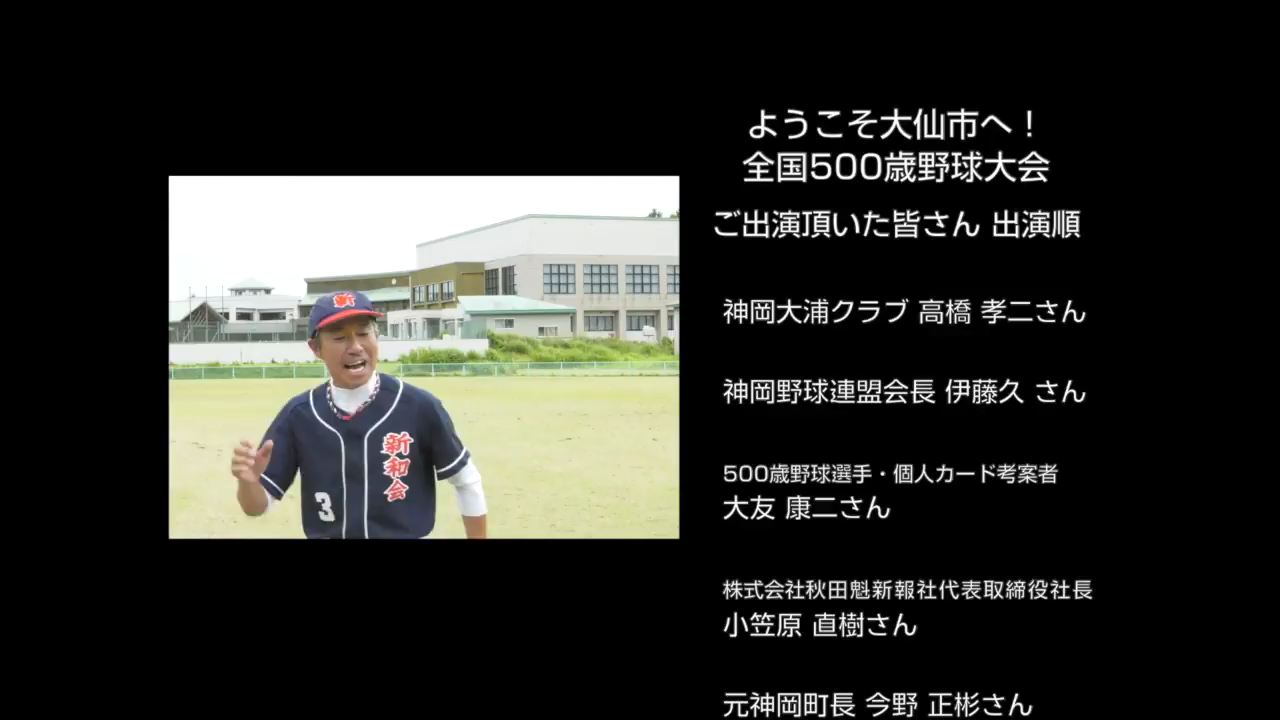 ようこそ大仙市へ！
全国500歳野球大会
ご出演頂いた皆さん 出演順
神岡大浦クラブ 高橋 孝二さん
神岡野球連盟会長 伊藤久 さん
500歳野球選手・個人カード考案者
大友 康二さん
株式会社秋田魁新報社代表取締役社長
小笠原 直樹さん
元神岡町長 今野 正彬さん
新
新和会
3